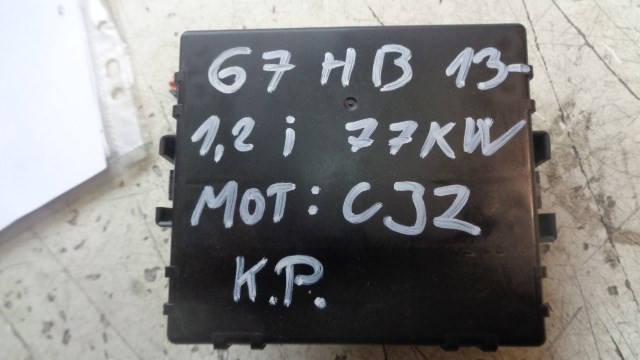 G7 HB 13-
1,2 i 77KW
MOT: CJZ
K.P.